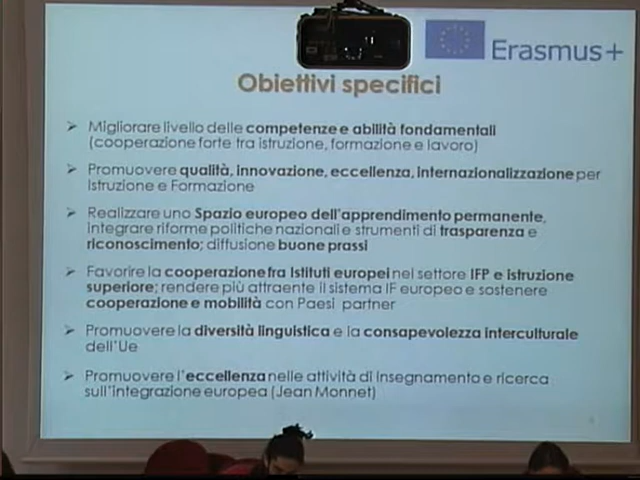 Erasmus+
Obiettivi specifici
➤ Migliorare livello delle competenze e abilità fondamentali
(cooperazione forte tra istruzione, formazione e lavoro)
➤ Promuovere qualità, innovazione, eccellenza, internazionalizzazione per
Istruzione e Formazione
➤ Realizzare uno Spazio europeo dell'apprendimento permanente,
integrare riforme politiche nazionali e strumenti di trasparenza e
riconoscimento; diffusione buone prassi
➤ Favorire la cooperazione fra Istituti europei nel settore IFP e istruzione
superiore; rendere più attraente il sistema IF europeo e sostenere
cooperazione e mobilità con Paesi partner
➤ Promuovere la diversità linguistica e la consapevolezza interculturale
dell'Ue
➤ Promuovere l'eccellenza nelle attività di insegnamento e ricerca
sull'integrazione europea (Jean Monnet)